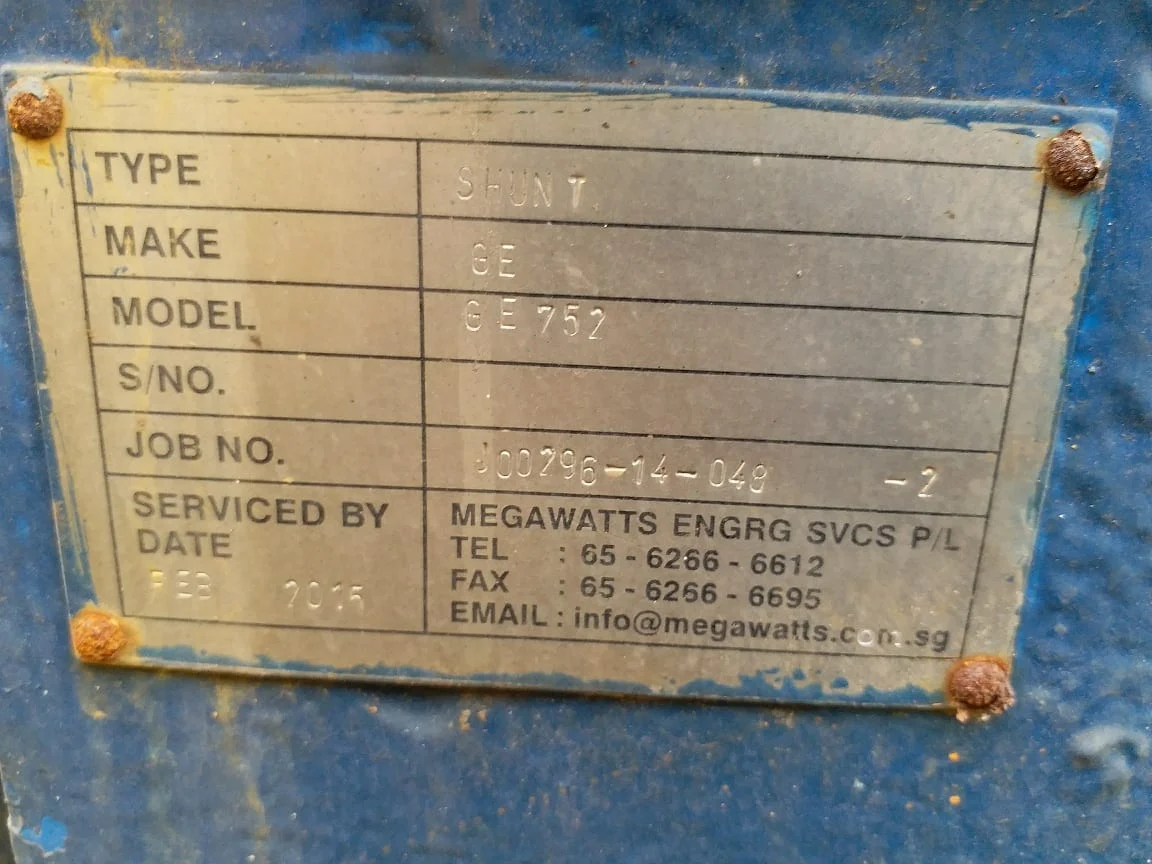 TYPE SHUNT
MAKE GE
MODEL GE 752
S/NO.
JOB NO. J00296-14-048 -2
SERVICED BY MEGAWATTS ENGRG SVCS P/L
DATE TEL : 65 - 6266 - 6612
FEB 2015 FAX : 65 - 6266 - 6695
EMAIL : info@megawatts.com.sg